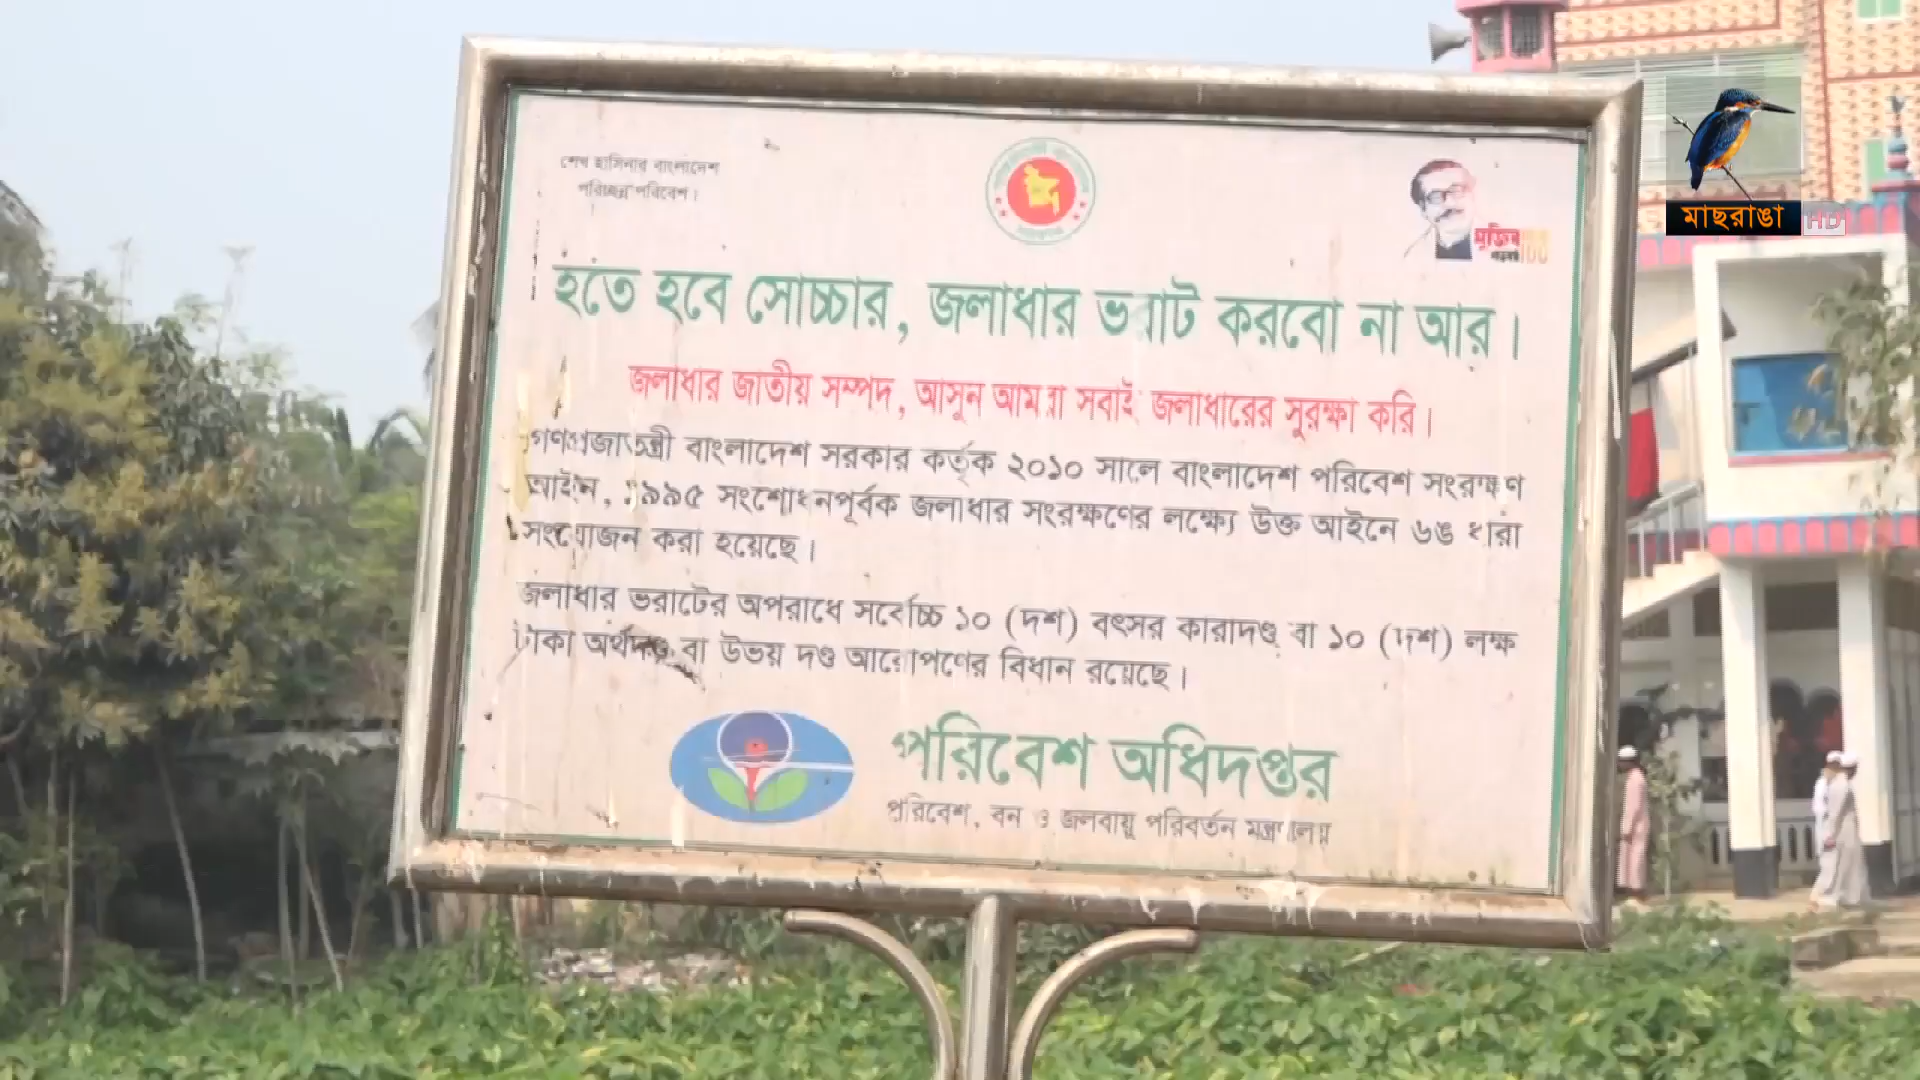 শেখ হাসিনার বাংলাদেশ
পরিচ্ছন্ন পরিবেশ।
মুজিব
শতবর্ষ 100
মাছরাঙা HD
হতে হবে সোচ্চার, জলাধার ভরাট করবো না আর।
জলাধার জাতীয় সম্পদ, আসুন আমরা সবাই জলাধারের সুরক্ষা করি।
গণপ্রজাতন্ত্রী বাংলাদেশ সরকার কর্তৃক ২০১০ সালে বাংলাদেশ পরিবেশ সংরক্ষণ
আইন, ১৯৯৫ সংশোধনপূর্বক জলাধার সংরক্ষণের লক্ষ্যে উক্ত আইনে ৬ঙ ধারা
সংযোজন করা হয়েছে।
জলাধার ভরাটের অপরাধে সর্বোচ্চ ১০ (দশ) বৎসর কারাদণ্ড বা ১০ (দশ) লক্ষ
টাকা অর্থদণ্ড বা উভয় দণ্ড আরোপণের বিধান রয়েছে।
পরিবেশ অধিদপ্তর
পরিবেশ, বন ও জলবায়ু পরিবর্তন মন্ত্রণালয়